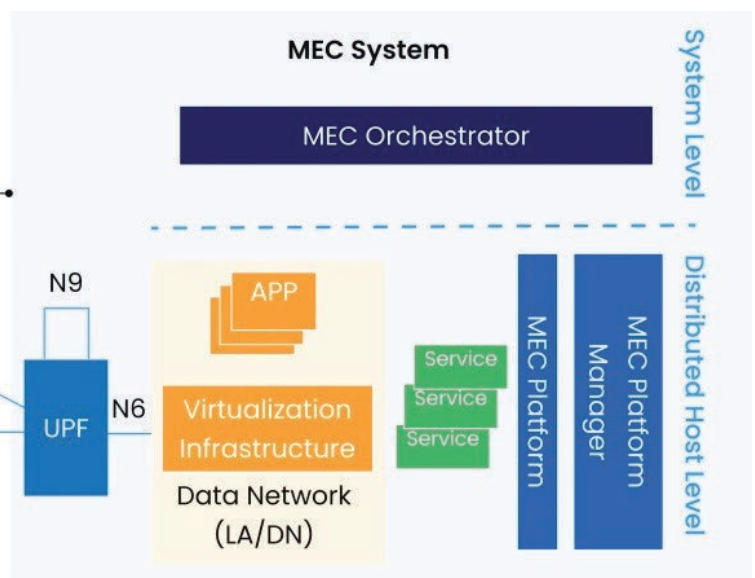 MEC System
System Level
MEC Orchestrator
N9
APP
MEC Platform
MEC Platform
Manager
Distributed Host Level
Service
Service
Service
N6
UPF
Virtualization
Infrastructure
Data Network
(LA/DN)